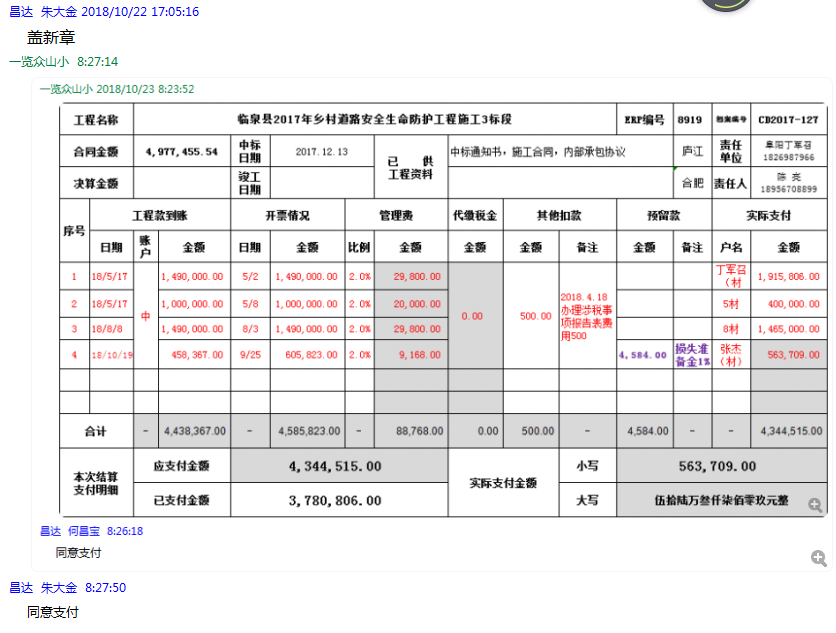 昌达 朱大金 2018/10/22 17:05:16
盖新章
一览众山小 8:27:14
一览众山小 2018/10/23 8:23:52
工程名称 临泉县2017年乡村道路安全生命防护工程施工3标段 ERP编号 8919 CD2017-127
合同金额 4,977,455.54 中标日期 2017.12.13 已 供 工程资料 中标通知书，施工合同，内部承包协议 庐江 责任单位 阜阳丁军召 1826987966
决算金额 竣工日期 合肥 责任人 陈 亮 18956708899
序号 工程款到账 开票情况 管理费 代缴税金 其他扣款 预留款 实际支付
日期 账户 金额 日期 金额 比例 金额 金额 金额 备注 金额 备注 户名 金额
1 18/5/17 中 1,490,000.00 5/2 1,490,000.00 2.0% 29,800.00 0.00 500.00 2018.4.18办理涉税事项报告表费用500 丁军召（材 1,915,806.00
2 18/5/17 1,000,000.00 5/8 1,000,000.00 2.0% 20,000.00 5材 400,000.00
3 18/8/8 1,490,000.00 8/3 1,490,000.00 2.0% 29,800.00 8材 1,465,000.00
4 18/10/19 458,367.00 9/25 605,823.00 2.0% 9,168.00 4,584.00 损失准备金1% 张杰（材） 563,709.00
合计 - 4,438,367.00 - 4,585,823.00 - 88,768.00 0.00 500.00 - 4,584.00 - - 4,344,515.00
本次结算支付明细 应支付金额 4,344,515.00 实际支付金额 小写 563,709.00
已支付金额 3,780,806.00 大写 伍拾陆万叁仟柒佰零玖元整
昌达 何昌宝 8:26:18
同意支付
昌达 朱大金 8:27:50
同意支付